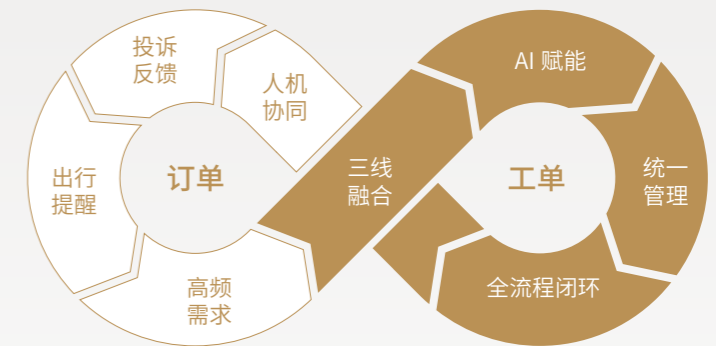 投诉
反馈
人机
协同
出行
提醒
订单
高频
需求
三线
融合
AI 赋能
工单
统一
管理
全流程闭环